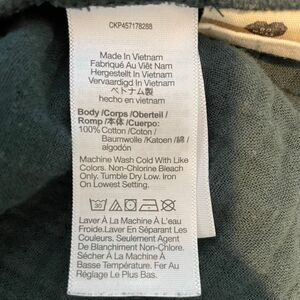 CKP457178288
Made In Vietnam
Fabriqué Au Việt Nam
Hergestellt In Vietnam
Vervaardigd In Vietnam
ベトナム製
hecho en vietnam
Body /Corps /Oberteil /
Romp /本体 /Cuerpo:
100% Cotton /Coton /
Baumwolle /Katoen /綿 /
algodón
Machine Wash Cold With Like
Colors. Non-Chlorine Bleach
Only. Tumble Dry Low. Iron
On Lowest Setting.
Laver À La Machine À L'eau
Froide.Laver En Séparant Les
Couleurs. Seulement Agent
De Blanchiment Non-Chlore.
Sécher À La Machine À
Basse Température. Fer Au
Réglage Le Plus Bas.